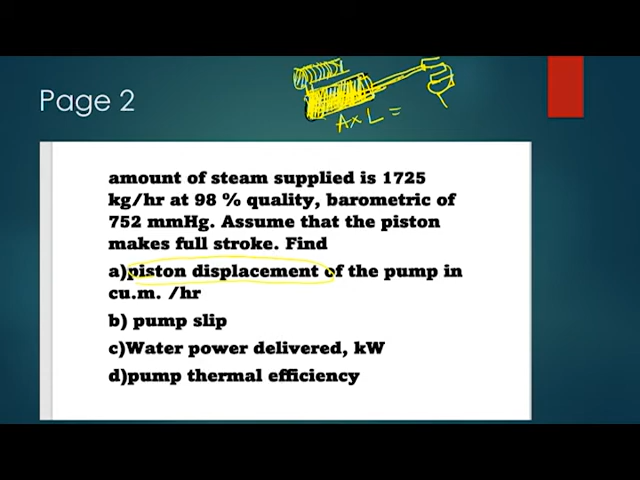 Page 2
A x L =
amount of steam supplied is 1725
kg/hr at 98 % quality, barometric of
752 mmHg. Assume that the piston
makes full stroke. Find
a)piston displacement of the pump in
cu.m. /hr
b) pump slip
c)Water power delivered, kW
d)pump thermal efficiency